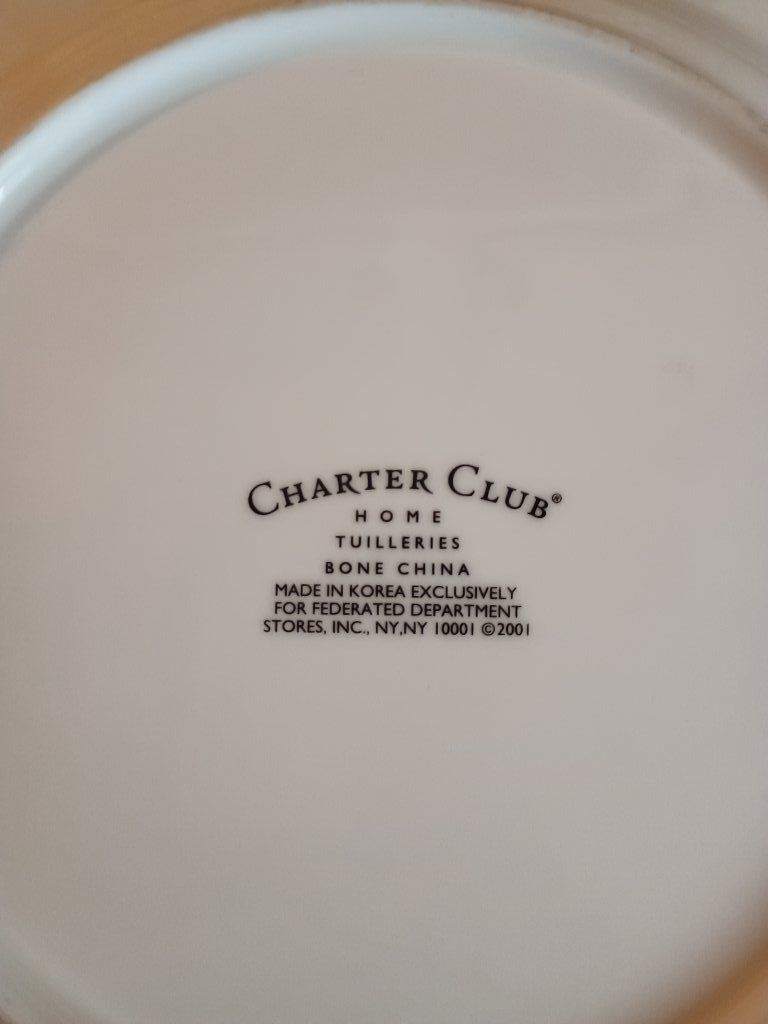 CHARTER CLUB®
HOME
TUILLERIES
BONE CHINA
MADE IN KOREA EXCLUSIVELY
FOR FEDERATED DEPARTMENT
STORES, INC., NY,NY 10001 ©2001